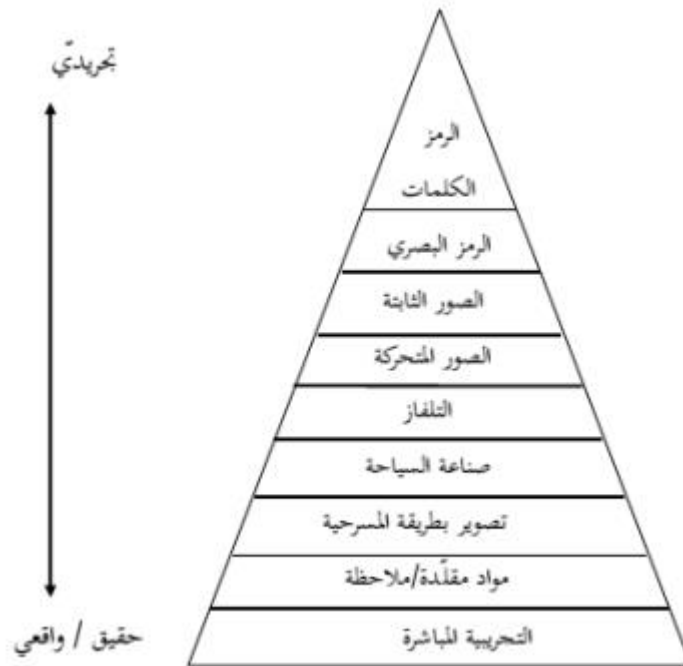 تجريديّ
الرمز
الكلمات
الرمز البصري
الصور الثابتة
الصور المتحركة
التلفاز
صناعة السياحة
تصوير بطريقة المسرحية
مواد مقلّدة/ملاحظة
التجريبية المباشرة
حقيق / واقعي